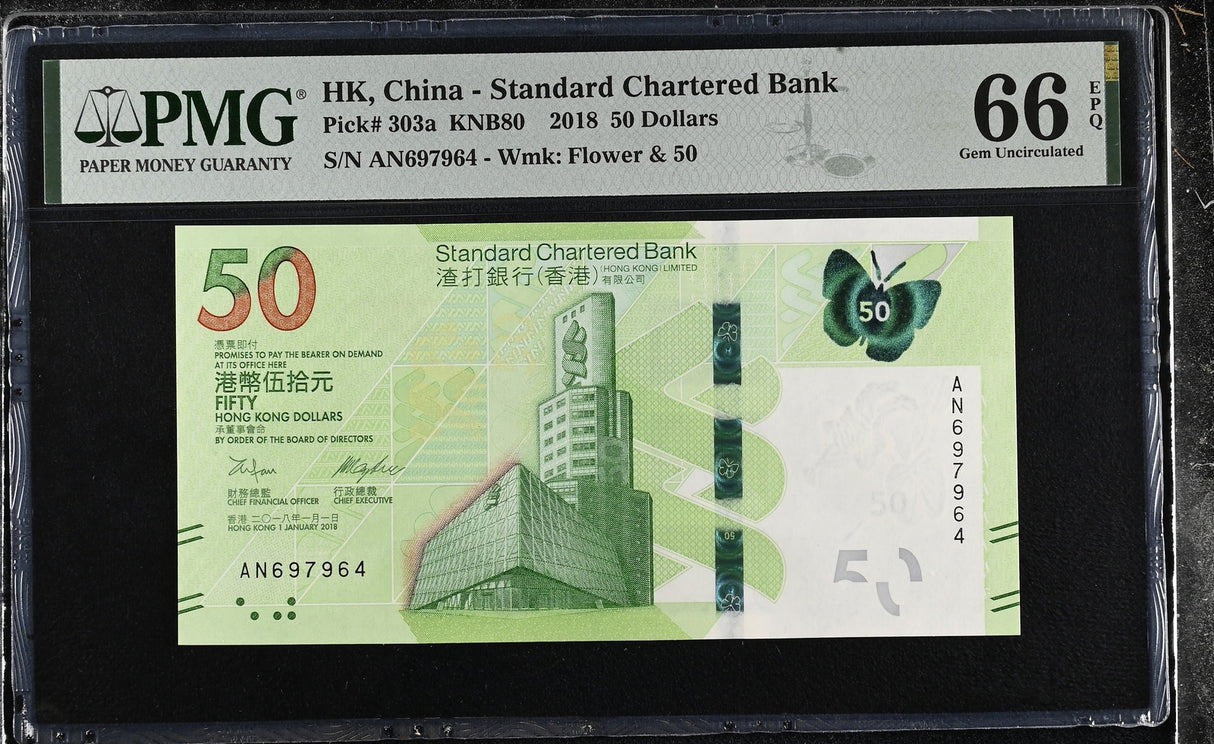 PMG®
PAPER MONEY GUARANTY
HK, China - Standard Chartered Bank
Pick# 303a KNB80 2018 50 Dollars
S/N AN697964 - Wmk: Flower & 50
66
EPQ
Gem Uncirculated
50
Standard Chartered Bank
(HONG KONG) LIMITED
渣打銀行(香港)有限公司
50
憑票即付
PROMISES TO PAY THE BEARER ON DEMAND
AT ITS OFFICE HERE
港幣伍拾元
FIFTY
HONG KONG DOLLARS
承董事會命
BY ORDER OF THE BOARD OF DIRECTORS
財務總監
CHIEF FINANCIAL OFFICER
行政總裁
CHIEF EXECUTIVE
香港 二〇一八年一月一日
HONG KONG 1 JANUARY 2018
AN697964
AN697964
50
50
50